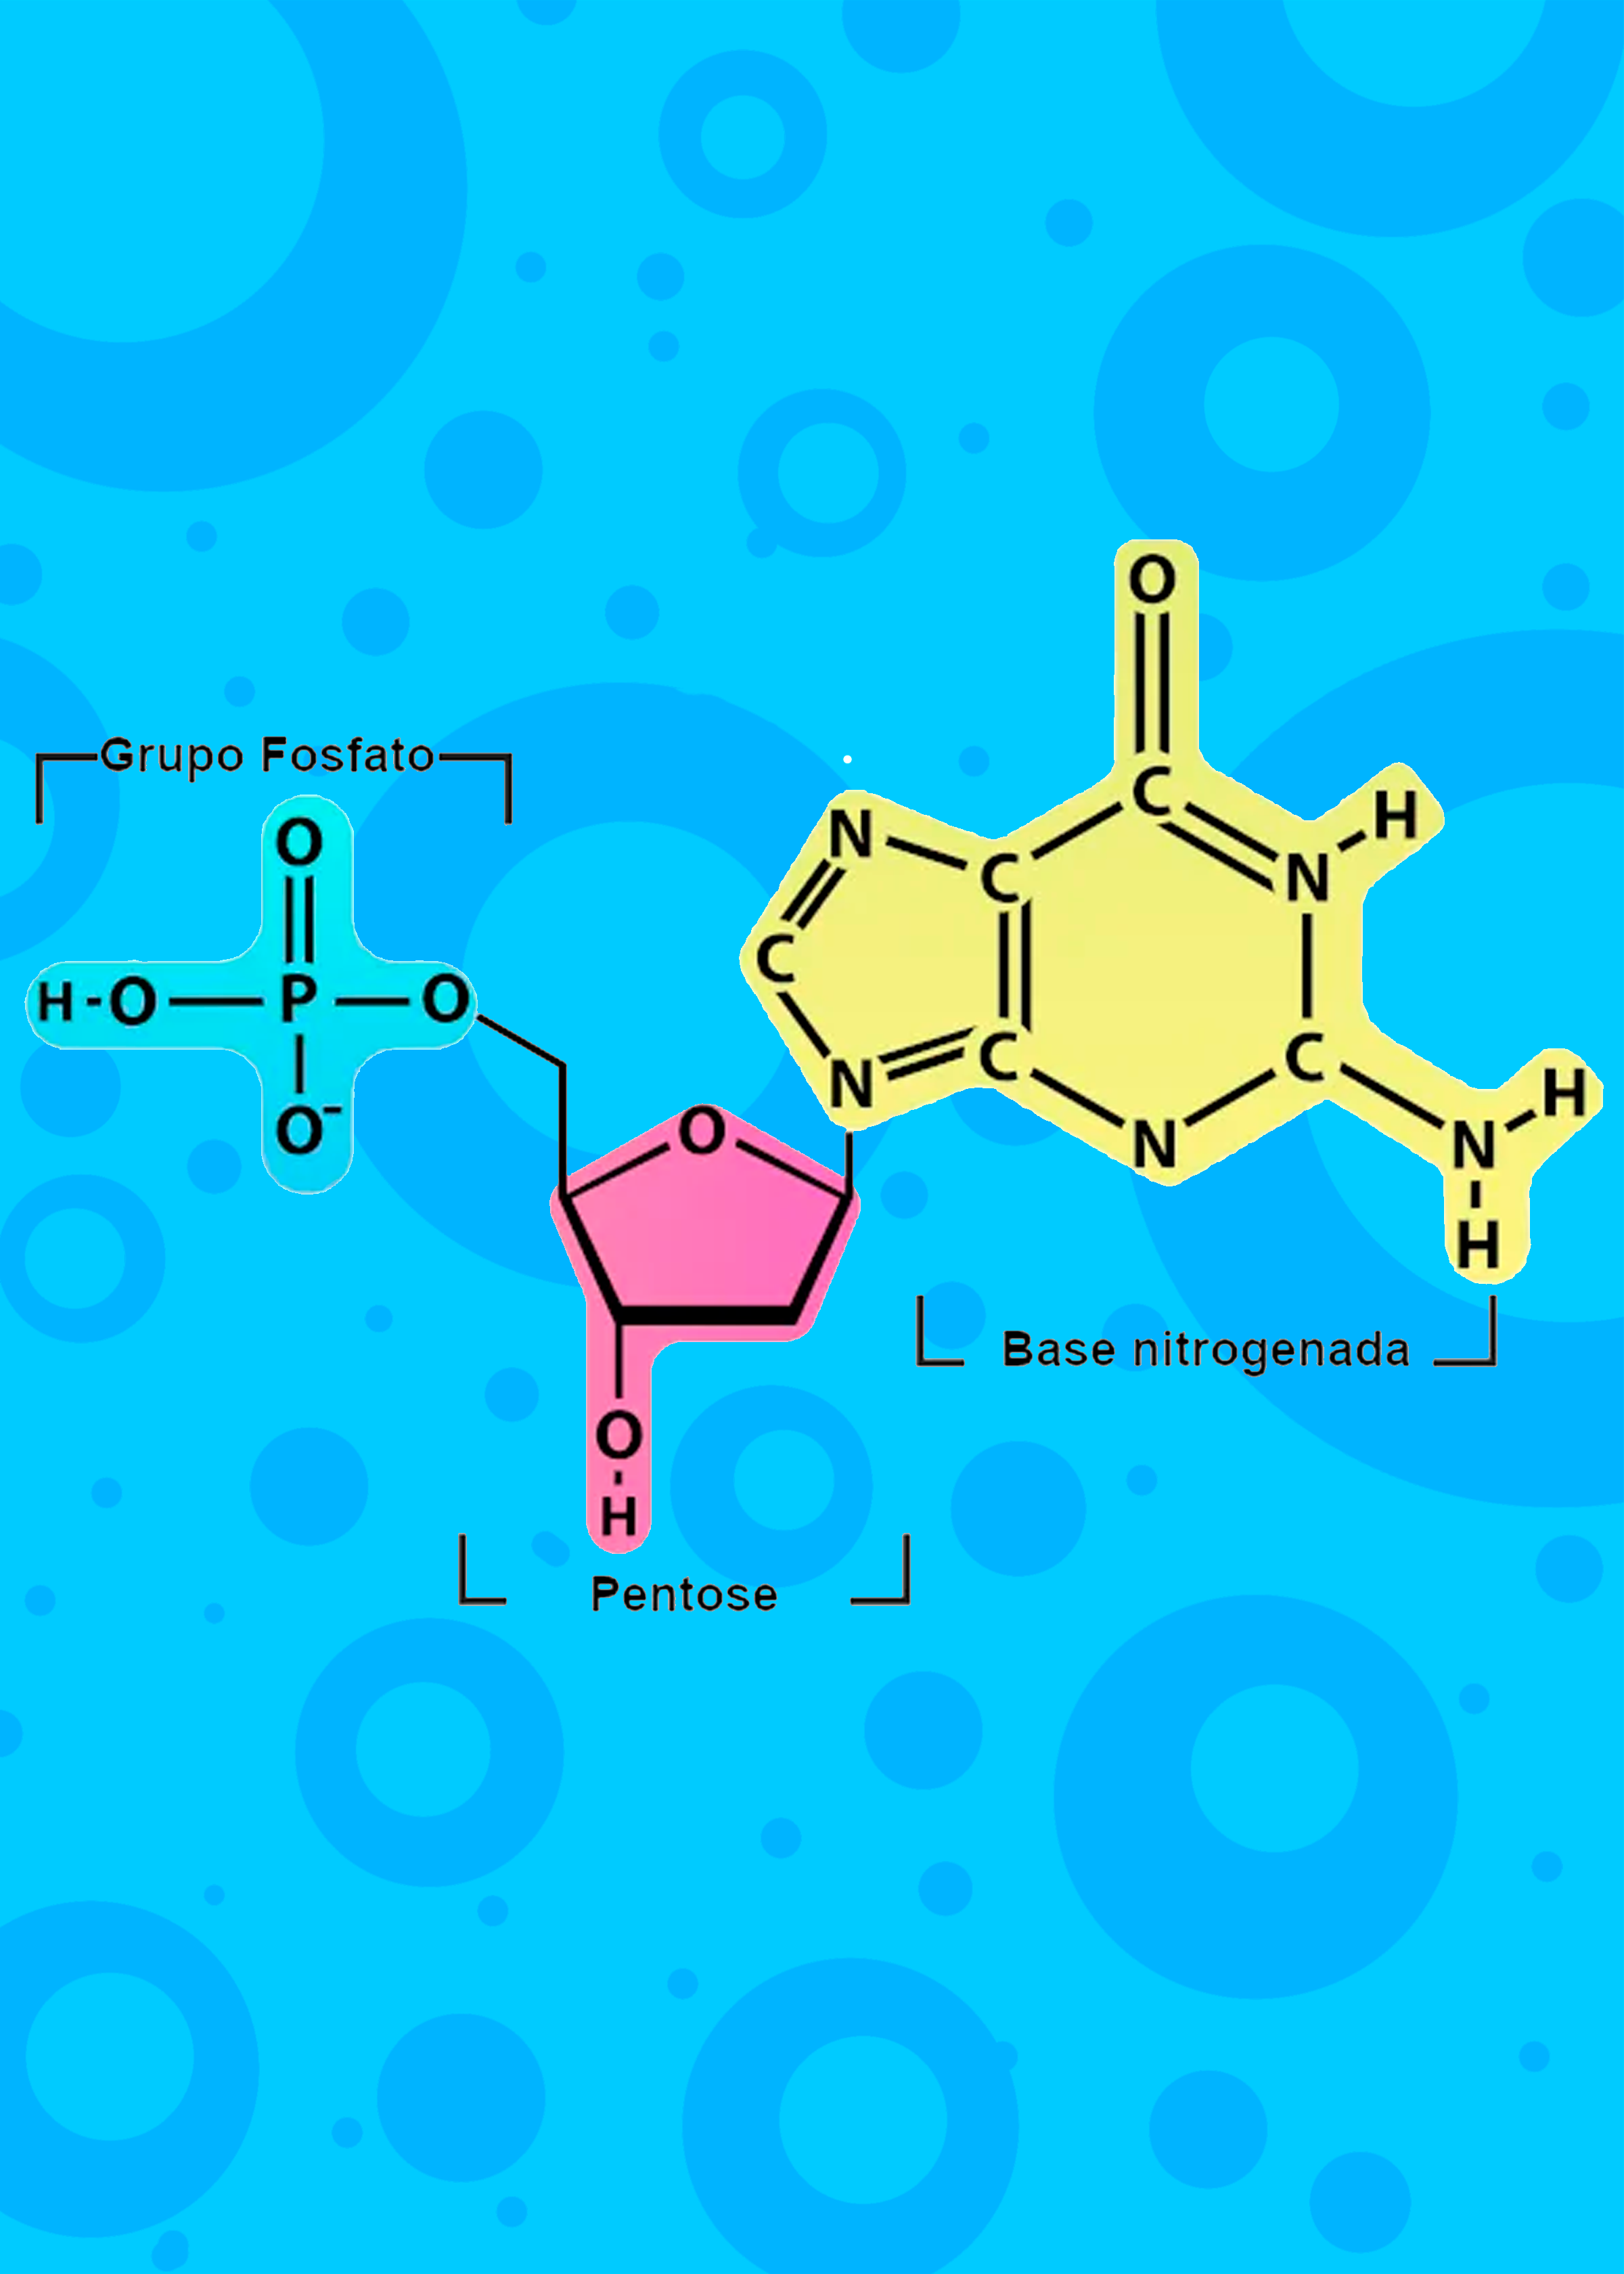 Grupo Fosfato
O
H-O P O
O-
O
C
N C N H
C
N C C
N N H
H
O
O
H
Base nitrogenada
Pentose